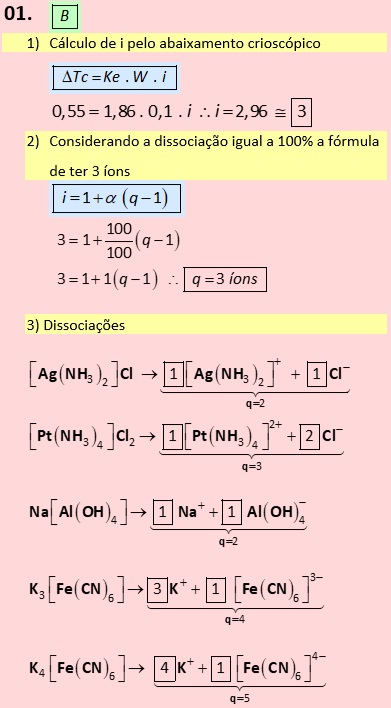 01. B
1) Cálculo de i pelo abaixamento crioscópico
ΔTc = Ke . W . i
0,55 = 1,86 . 0,1 . i ∴ i = 2,96 ≅ 3
2) Considerando a dissociação igual a 100% a fórmula
de ter 3 íons
i = 1 + α (q − 1)
3 = 1 + 100/100 (q − 1)
3 = 1 + 1(q − 1) ∴ q = 3 íons
3) Dissociações
[Ag(NH₃)₂]Cl → 1 [Ag(NH₃)₂]⁺ + 1 Cl⁻
q=2
[Pt(NH₃)₄]Cl₂ → 1 [Pt(NH₃)₄]²⁺ + 2 Cl⁻
q=3
Na[Al(OH)₄] → 1 Na⁺ + 1 Al(OH)₄⁻
q=2
K₃[Fe(CN)₆] → 3 K⁺ + 1 [Fe(CN)₆]³⁻
q=4
K₄[Fe(CN)₆] → 4 K⁺ + 1 [Fe(CN)₆]⁴⁻
q=5